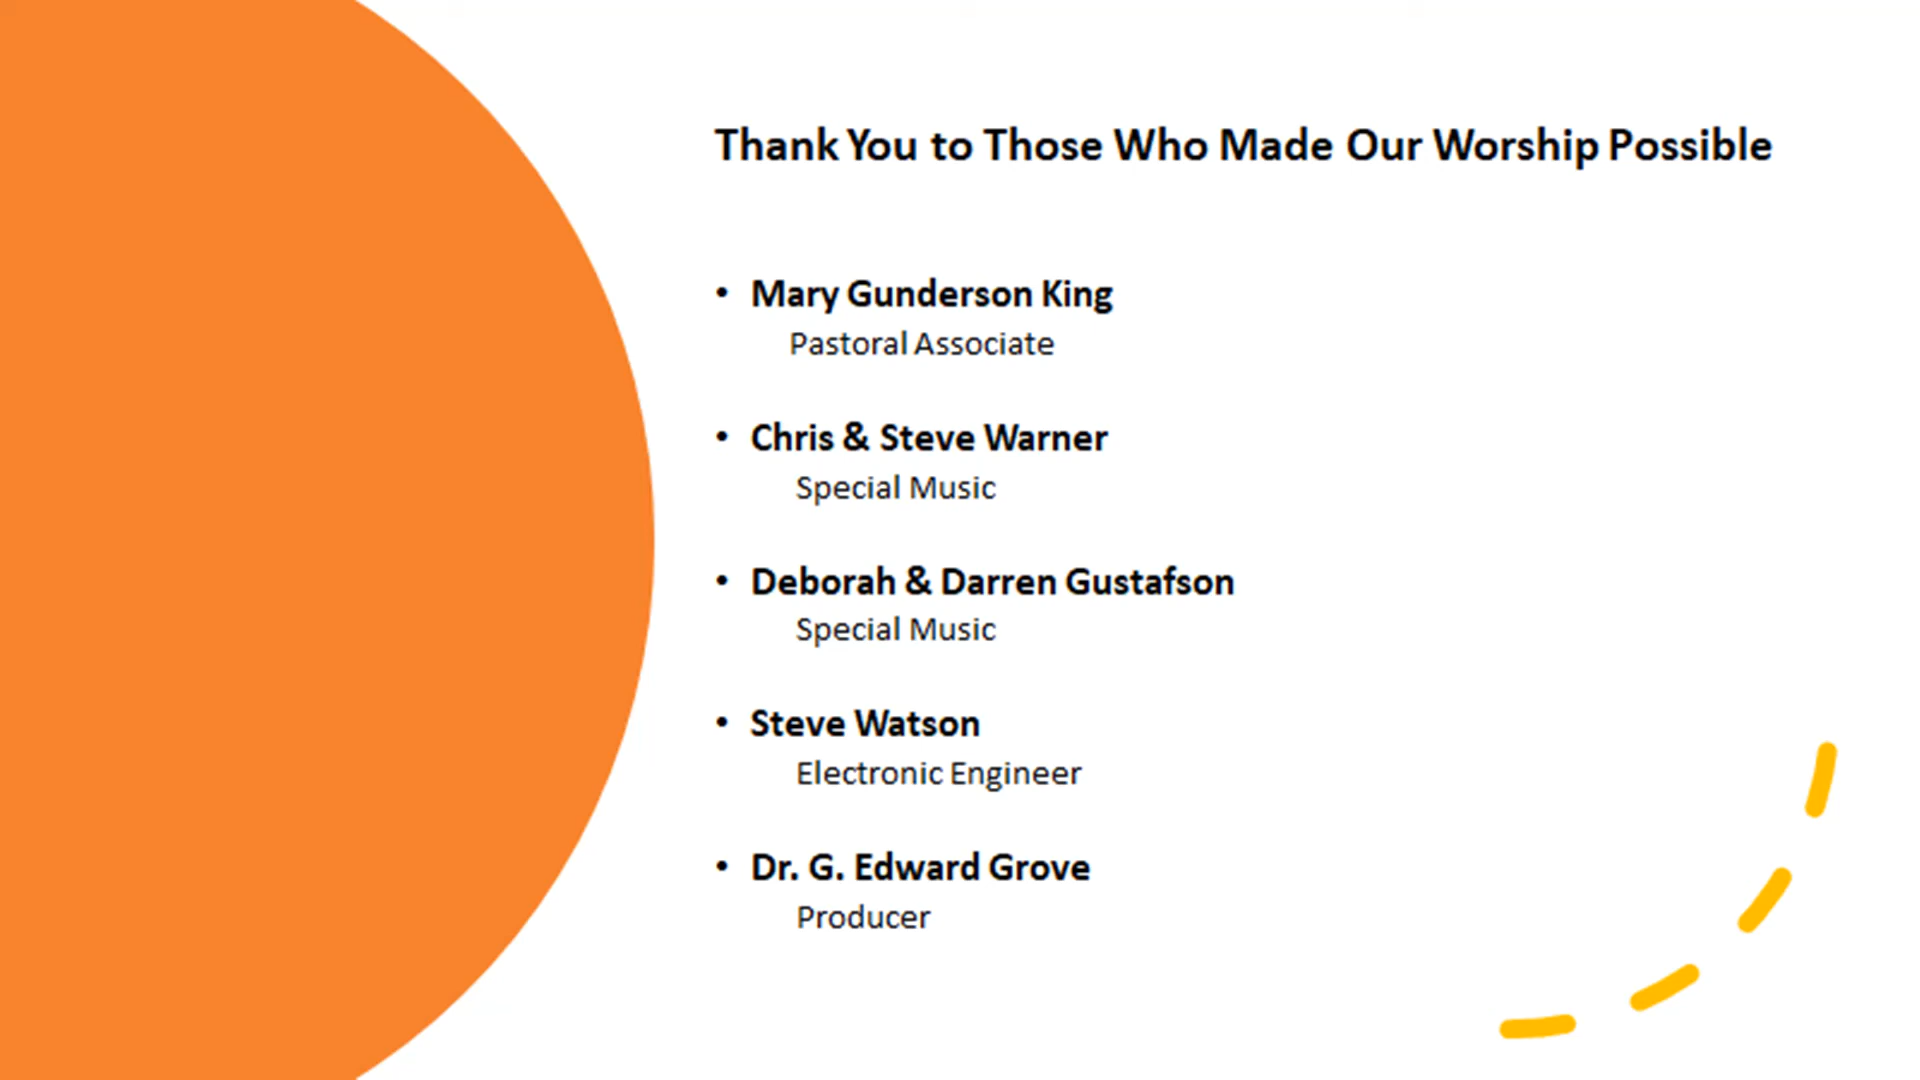 Thank You to Those Who Made Our Worship Possible
• Mary Gunderson King
Pastoral Associate
• Chris & Steve Warner
Special Music
• Deborah & Darren Gustafson
Special Music
• Steve Watson
Electronic Engineer
• Dr. G. Edward Grove
Producer